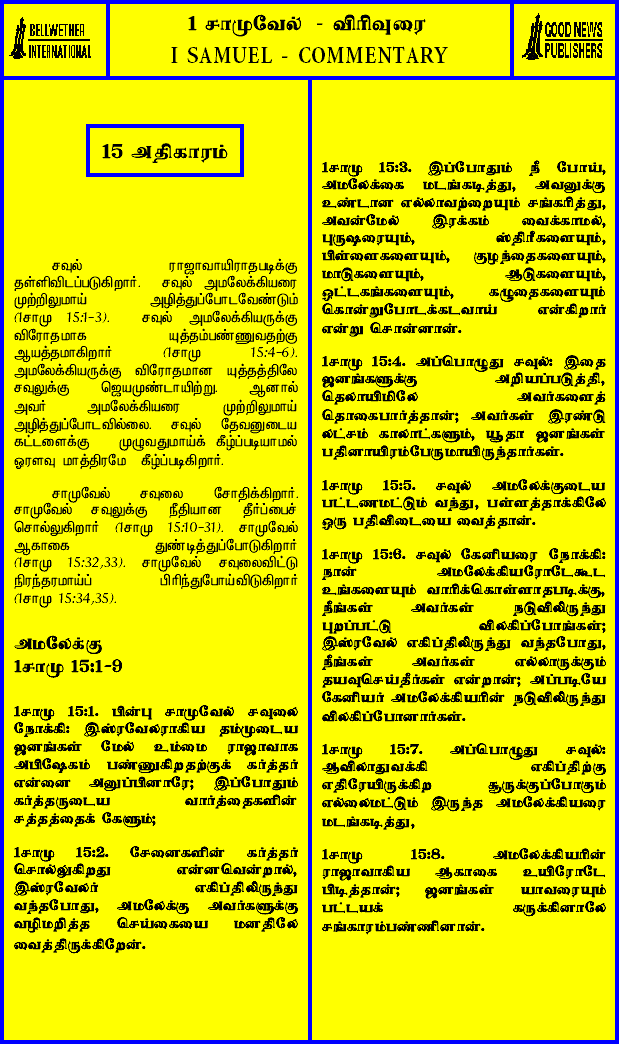 BELLWETHER
INTERNATIONAL
1 சாமுவேல் - விரிவுரை
I SAMUEL - COMMENTARY
GOOD NEWS
PUBLISHERS
15 அதிகாரம்
சவுல் ராஜாவாயிராதபடிக்கு
தள்ளிவிடப்படுகிறார். சவுல் அமலேக்கியரை
முற்றிலுமாய் அழித்துப்போடவேண்டும்
(1சாமு 15:1-3). சவுல் அமலேக்கியருக்கு
விரோதமாக யுத்தம்பண்ணுவதற்கு
ஆயத்தமாகிறார் (1சாமு 15:4-6).
அமலேக்கியருக்கு விரோதமான யுத்தத்திலே
சவுலுக்கு ஜெயமுண்டாயிற்று. ஆனால்
அவர் அமலேக்கியரை முற்றிலுமாய்
அழித்துப்போடவில்லை. சவுல் தேவனுடைய
கட்டளைக்கு முழுவதுமாய்க் கீழ்ப்படியாமல்
ஓரளவு மாத்திரமே கீழ்ப்படிகிறார்.
சாமுவேல் சவுலை சோதிக்கிறார்.
சாமுவேல் சவுலுக்கு நீதியான தீர்ப்பைச்
சொல்லுகிறார் (1சாமு 15:10-31). சாமுவேல்
ஆகாகை துண்டித்துப்போடுகிறார்
(1சாமு 15:32,33). சாமுவேல் சவுலைவிட்டு
நிரந்தரமாய்ப் பிரிந்துபோய்விடுகிறார்
(1சாமு 15:34,35).
அமலேக்கு
1சாமு 15:1-9
1சாமு 15:1. பின்பு சாமுவேல் சவுலை
நோக்கி: இஸ்ரவேலராகிய தம்முடைய
ஜனங்கள் மேல் உம்மை ராஜாவாக
அபிஷேகம் பண்ணுகிறதற்குக் கர்த்தர்
என்னை அனுப்பினாரே; இப்போதும்
கர்த்தருடைய வார்த்தைகளின்
சத்தத்தைக் கேளும்;
1சாமு 15:2. சேனைகளின் கர்த்தர்
சொல்லுகிறது என்னவென்றால்,
இஸ்ரவேலர் எகிப்திலிருந்து
வந்தபோது, அமலேக்கு அவர்களுக்கு
வழிமறித்த செய்கையை மனதிலே
வைத்திருக்கிறேன்.
1சாமு 15:3. இப்போதும் நீ போய்,
அமலேக்கை மடங்கடித்து, அவனுக்கு
உண்டான எல்லாவற்றையும் சங்கரித்து,
அவன்மேல் இரக்கம் வைக்காமல்,
புருஷரையும், ஸ்திரீகளையும்,
பிள்ளைகளையும், குழந்தைகளையும்,
மாடுகளையும், ஆடுகளையும்,
ஒட்டகங்களையும், கழுதைகளையும்
கொன்றுபோடக்கடவாய் என்கிறார்
என்று சொன்னான்.
1சாமு 15:4. அப்பொழுது சவுல்: இதை
ஜனங்களுக்கு அறியப்படுத்தி,
தெலாயிமிலே அவர்களைத்
தொகைபார்த்தான்; அவர்கள் இரண்டு
லட்சம் காலாட்களும், யூதா ஜனங்கள்
பதினாயிரம்பேருமாயிருந்தார்கள்.
1சாமு 15:5. சவுல் அமலேக்குடைய
பட்டணமட்டும் வந்து, பள்ளத்தாக்கிலே
ஒரு பதிவிடையை வைத்தான்.
1சாமு 15:6. சவுல் கேனியரை நோக்கி:
நான் அமலேக்கியரோடேகூட
உங்களையும் வாரிக்கொள்ளாதபடிக்கு,
நீங்கள் அவர்கள் நடுவிலிருந்து
புறப்பட்டு விலகிப்போங்கள்;
இஸ்ரவேல் எகிப்திலிருந்து வந்தபோது,
நீங்கள் அவர்கள் எல்லாருக்கும்
தயவுசெய்தீர்கள் என்றான்; அப்படியே
கேனியர் அமலேக்கியரின் நடுவிலிருந்து
விலகிப்போனார்கள்.
1சாமு 15:7. அப்பொழுது சவுல்:
ஆவிலாதுவக்கி எகிப்திற்கு
எதிரேயிருக்கிற சூருக்குப்போகும்
எல்லைமட்டும் இருந்த அமலேக்கியரை
மடங்கடித்து,
1சாமு 15:8. அமலேக்கியரின்
ராஜாவாகிய ஆகாகை உயிரோடே
பிடித்தான்; ஜனங்கள் யாவரையும்
பட்டயக் கருக்கினாலே
சங்காரம்பண்ணினான்.